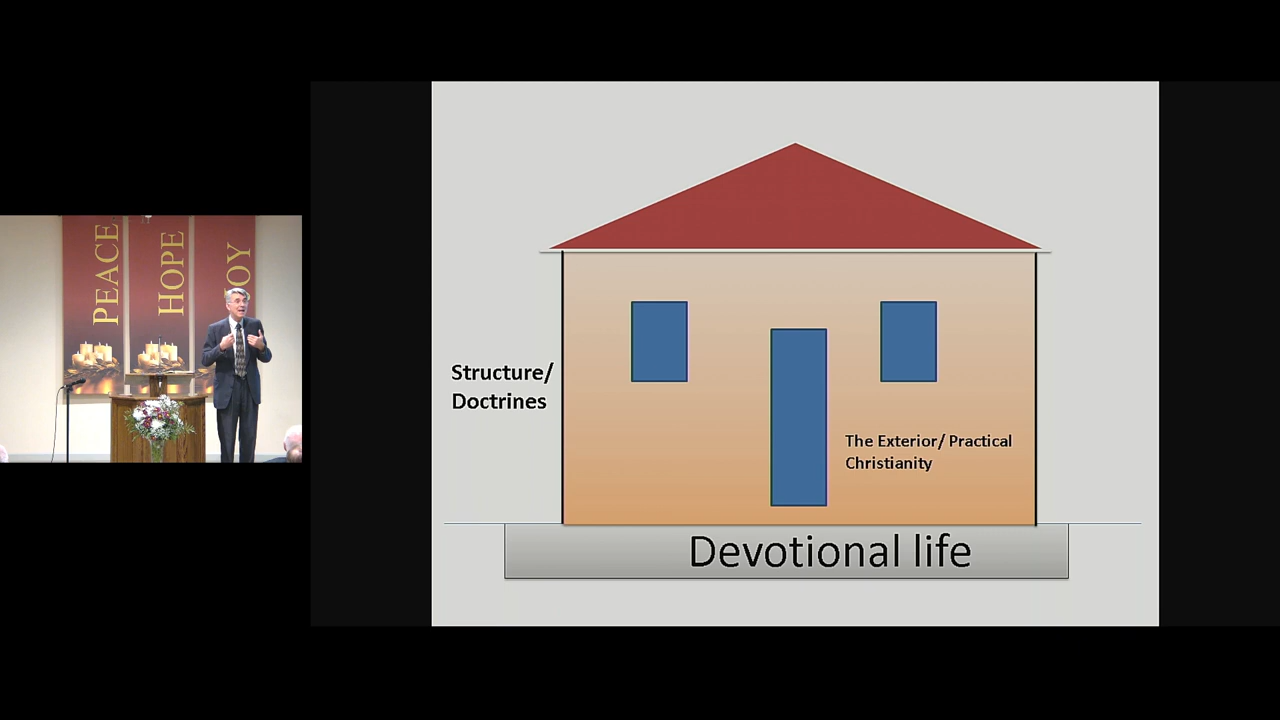 PEACE
HOPE
JOY
Structure/
Doctrines
The Exterior/ Practical
Christianity
Devotional life